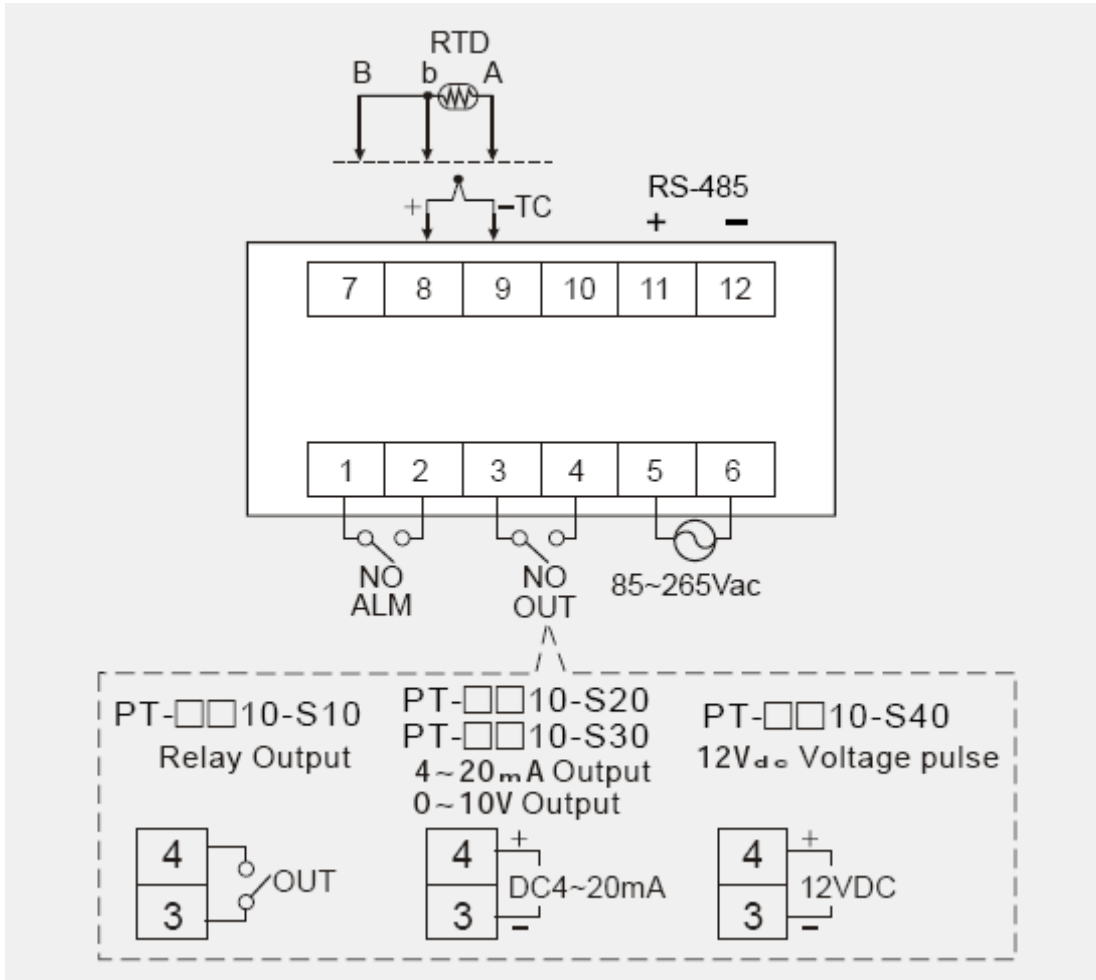 RTD
B b A
+ −TC
RS-485
+ −
7 8 9 10 11 12
1 2 3 4 5 6
NO
ALM
NO
OUT
85~265Vac
PT-□□10-S10
Relay Output
4
3
OUT
PT-□□10-S20
PT-□□10-S30
4~20mA Output
0~10V Output
4
3
+
DC4~20mA
−
PT-□□10-S40
12Vdc Voltage pulse
4
3
+
12VDC
−